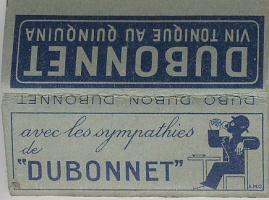 DUBONNET
VIN TONIQUE AU QUINQUINA
DUBO DUBON DUBONNET
avec les sympathies
de
"DUBONNET"